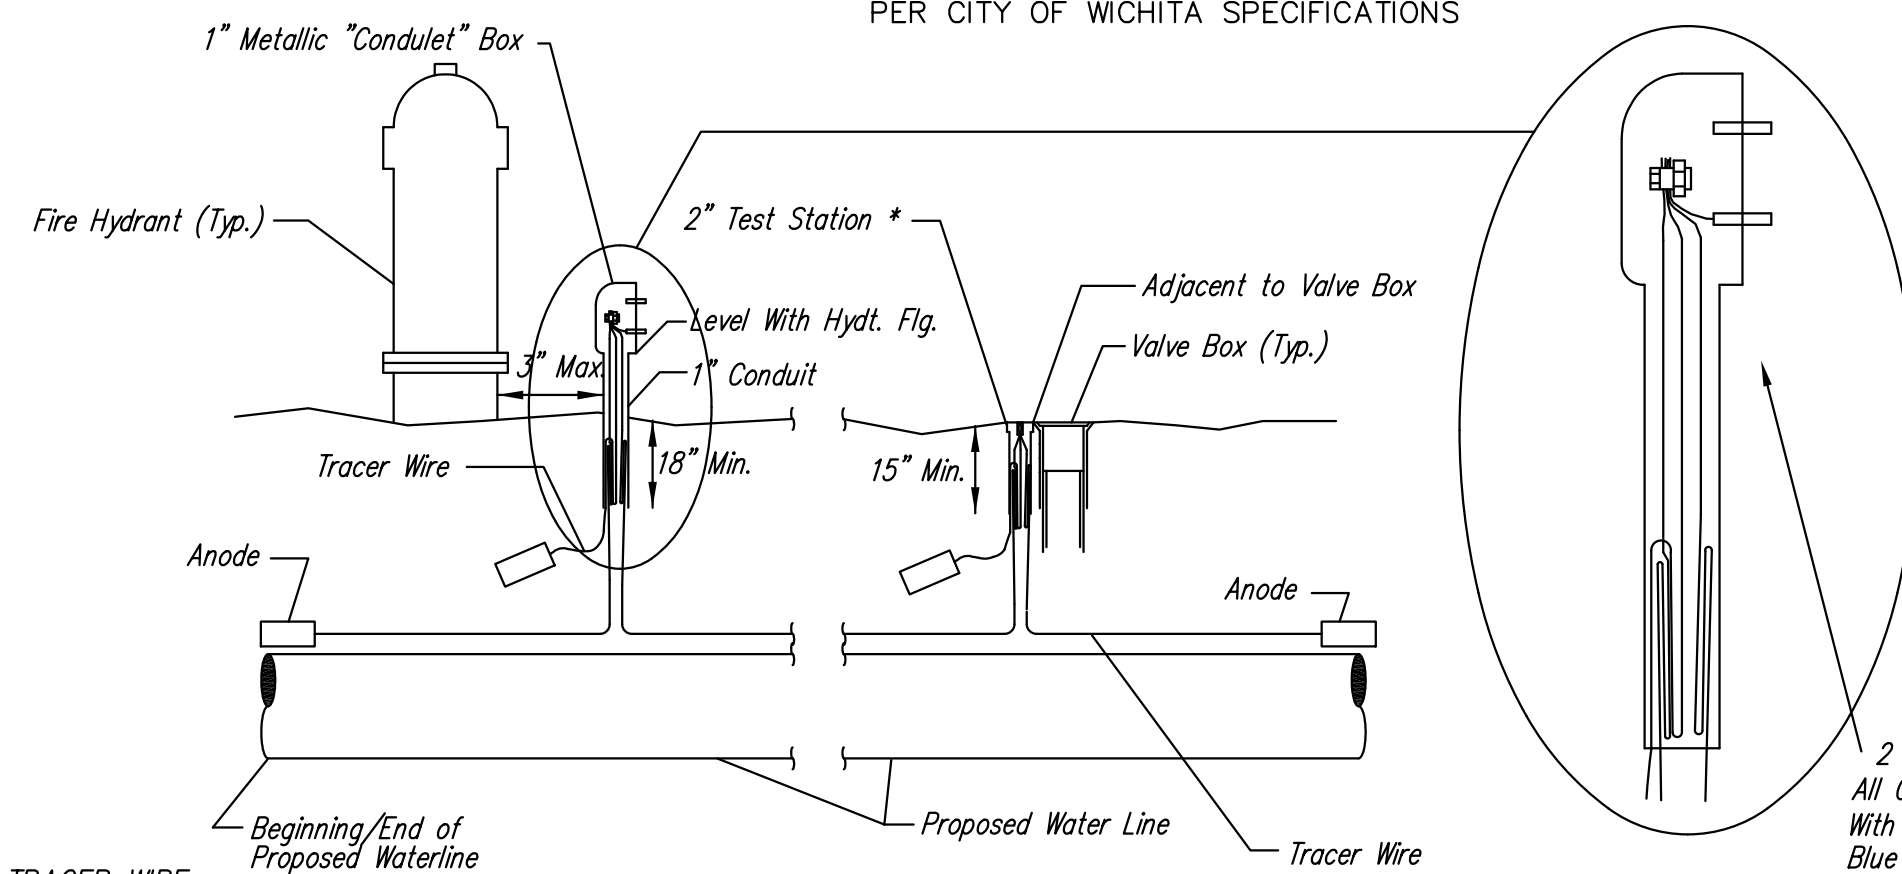 PER CITY OF WICHITA SPECIFICATIONS
1" Metallic "Condulet" Box
Fire Hydrant (Typ.)
2" Test Station *
Adjacent to Valve Box
Level With Hydt. Flg.
Valve Box (Typ.)
3" Max.
1" Conduit
Tracer Wire
18" Min.
15" Min.
Anode
Anode
2
All
With
Blue
Beginning/End of
Proposed Waterline
Proposed Water Line
Tracer Wire
TRACER WIRE